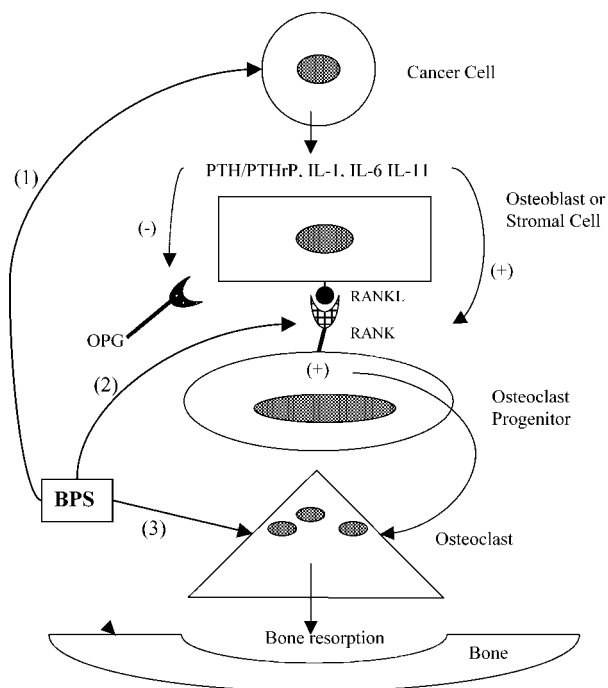 Cancer Cell
(1)
PTH/PTHrP, IL-1, IL-6 IL-11
Osteoblast or
Stromal Cell
(-)
(+)
RANKL
OPG
RANK
(2)
(+)
Osteoclast
Progenitor
BPS
(3)
Osteoclast
Bone resorption
Bone